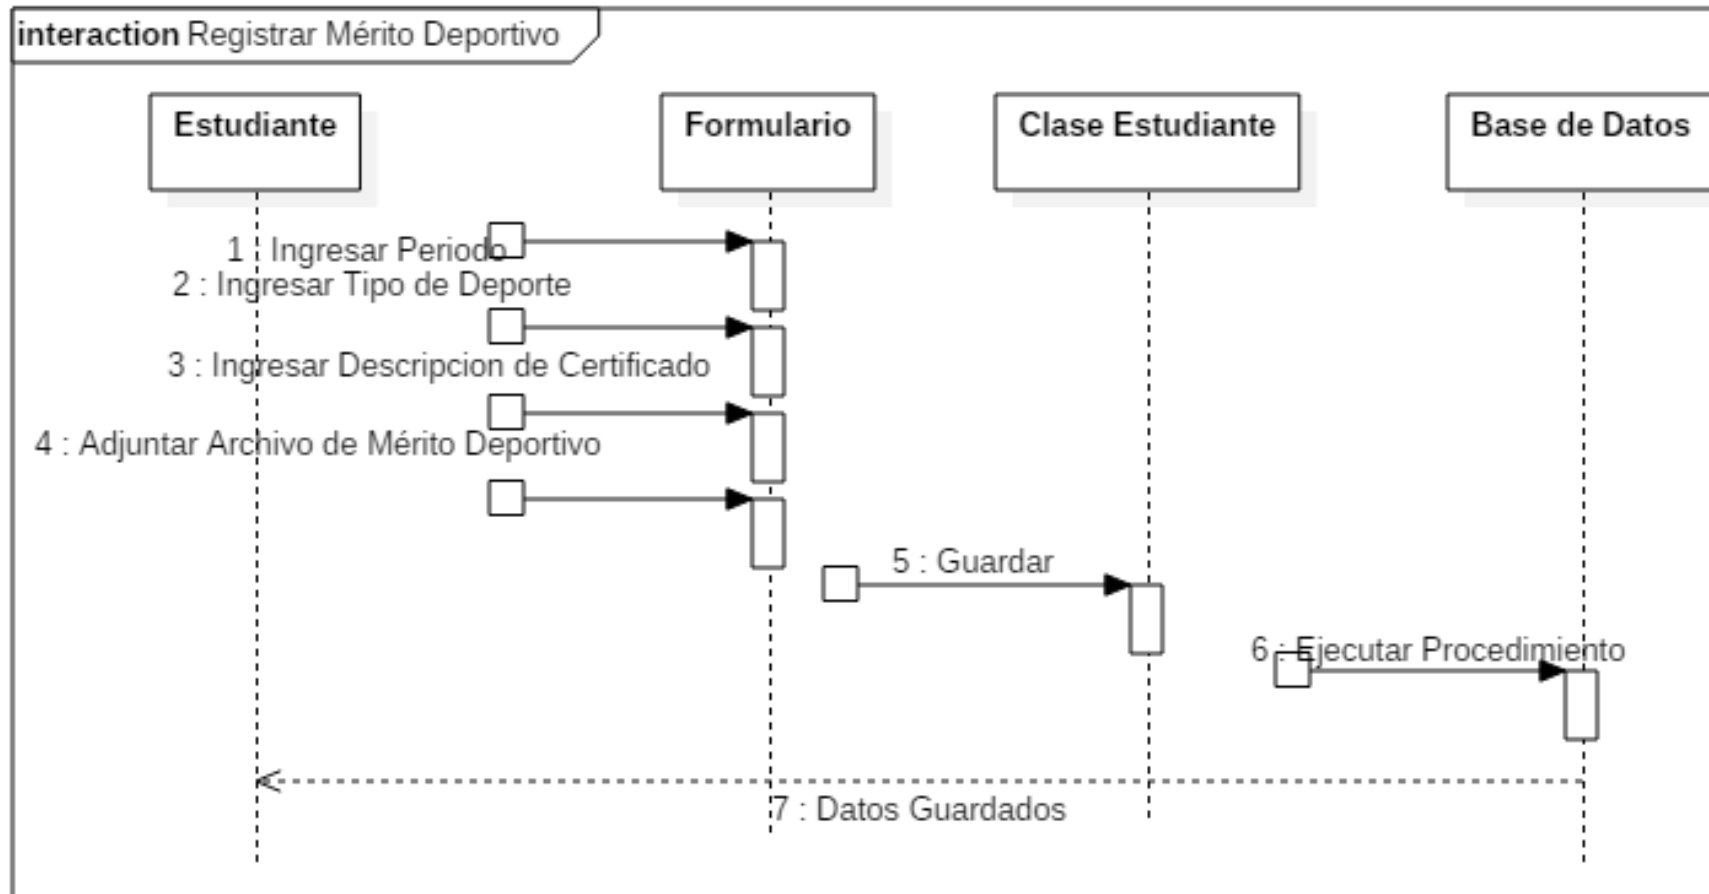 interaction Registrar Mérito Deportivo
Estudiante
Formulario
Clase Estudiante
Base de Datos
1 : Ingresar Periodo
2 : Ingresar Tipo de Deporte
3 : Ingresar Descripcion de Certificado
4 : Adjuntar Archivo de Mérito Deportivo
5 : Guardar
6 : Ejecutar Procedimiento
7 : Datos Guardados